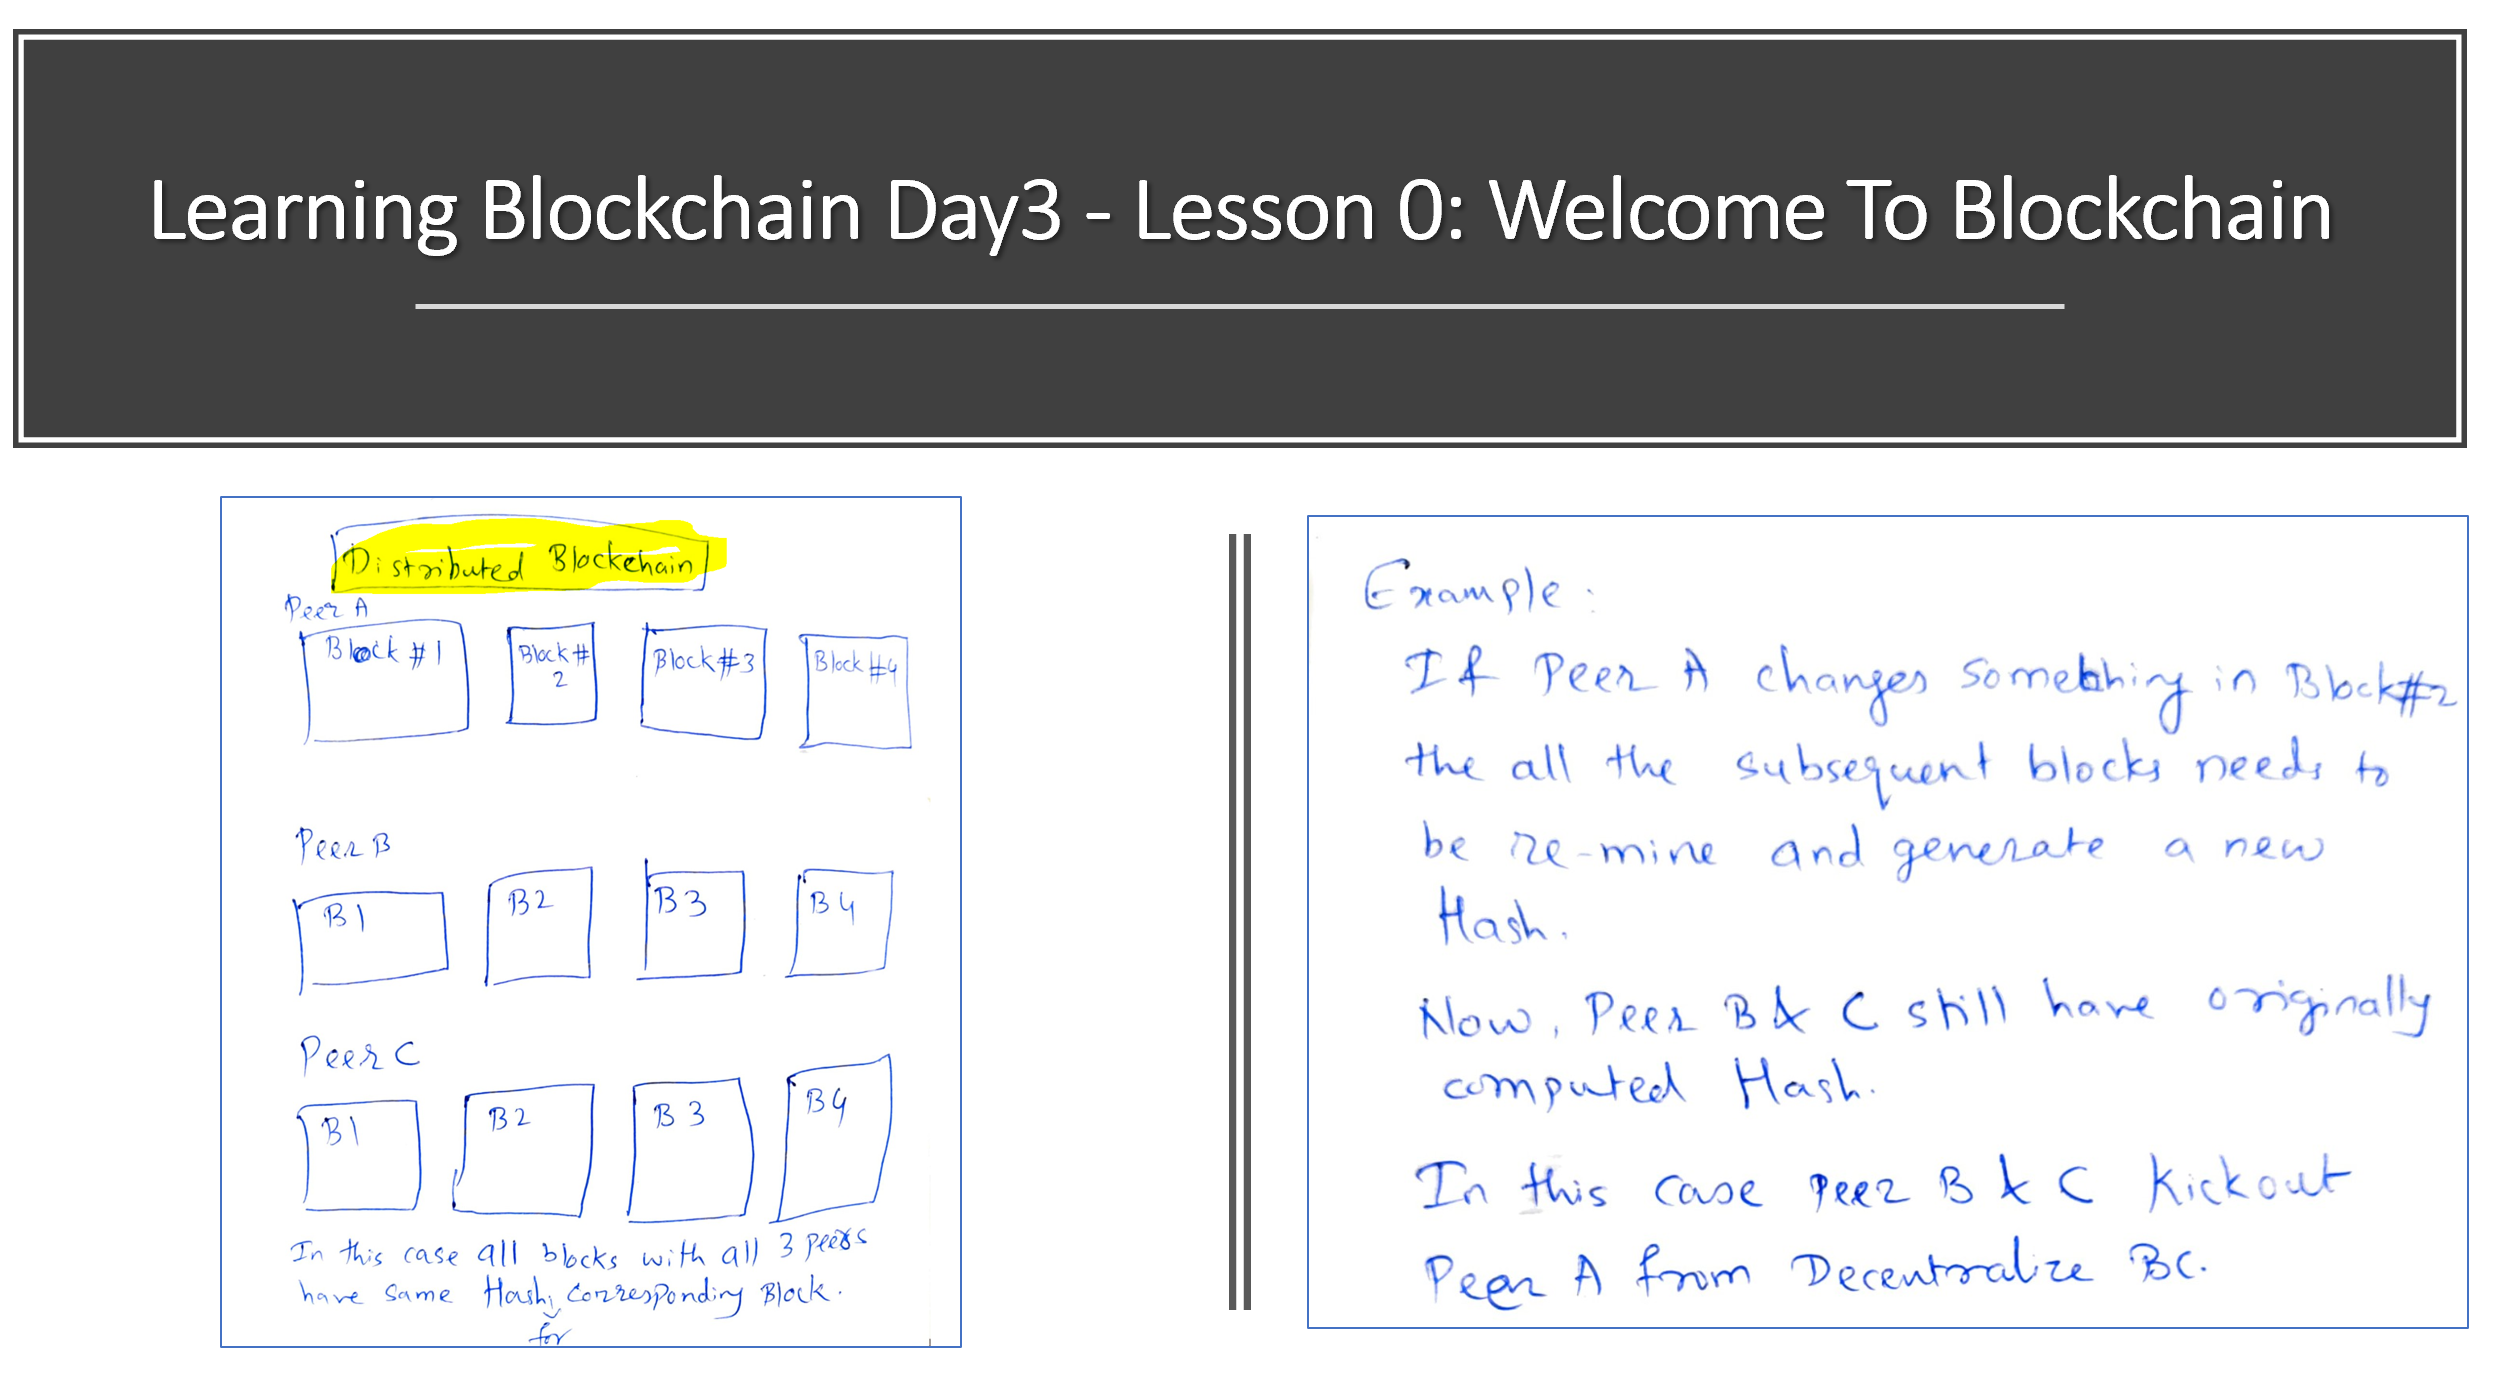 Learning Blockchain Day3 - Lesson 0: Welcome To Blockchain
Distributed Blockchain
Peer A
Block #1
Block #
2
Block #3
Block #4
Peer B
B1
B2
B3
B4
Peer C
B1
B2
B3
B4
In this case all blocks with all 3 peers
have same Hash, Corresponding Block.
for
Example:
If Peer A changes something in Block#2
the all the subsequent blocks needs to
be re-mine and generate a new
Hash.
Now, Peer B & C still have originally
computed Hash.
In this case Peer B & C Kickout
Peer A from Decentralize BC.